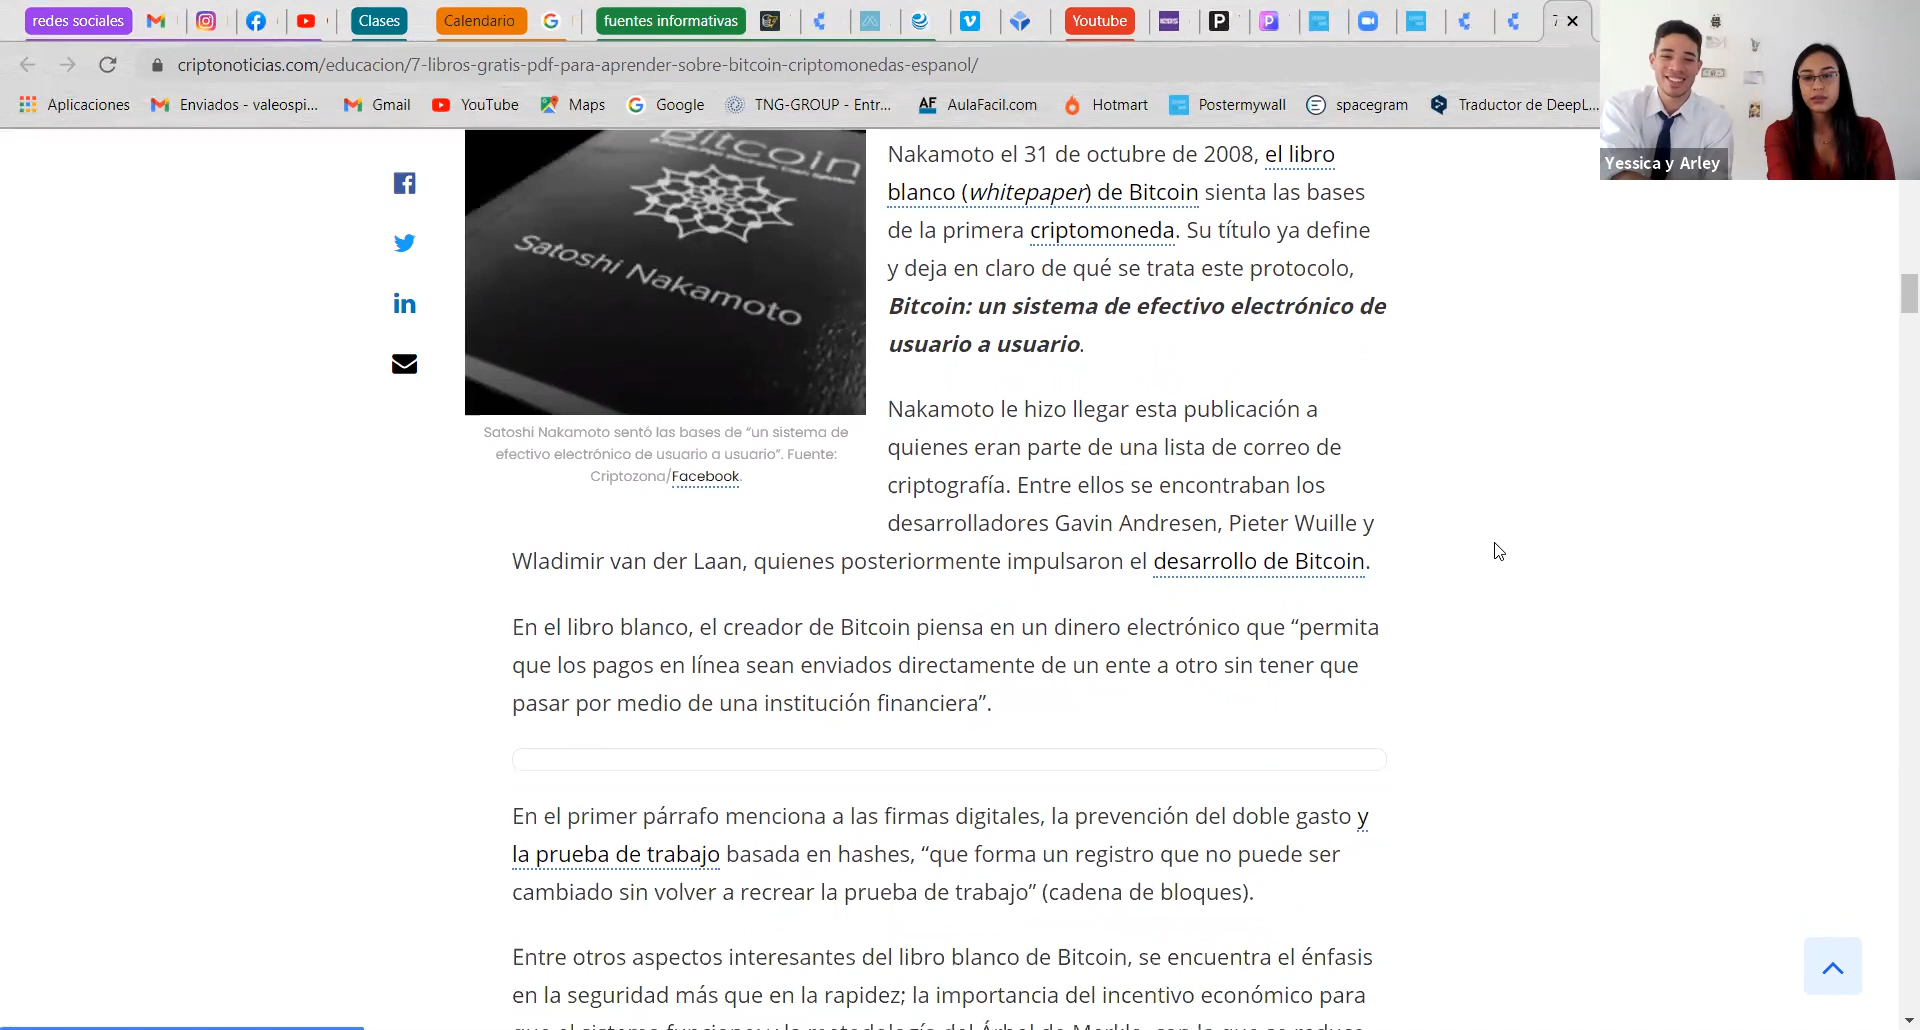 redes sociales
Clases
Calendario
fuentes informativas
Youtube
criptonoticias.com/educacion/7-libros-gratis-pdf-para-aprender-sobre-bitcoin-criptomonedas-espanol/
Aplicaciones
Enviados - valeospi...
Gmail
YouTube
Maps
Google
TNG-GROUP - Entr...
AulaFacil.com
Hotmart
Postermywall
spacegram
Traductor de DeepL...
Yessica y Arley
Bitcoin
Satoshi Nakamoto
Satoshi Nakamoto sentó las bases de “un sistema de
efectivo electrónico de usuario a usuario”. Fuente:
Criptozona/Facebook.
Nakamoto el 31 de octubre de 2008, el libro
blanco (whitepaper) de Bitcoin sienta las bases
de la primera criptomoneda. Su título ya define
y deja en claro de qué se trata este protocolo,
Bitcoin: un sistema de efectivo electrónico de
usuario a usuario.
Nakamoto le hizo llegar esta publicación a
quienes eran parte de una lista de correo de
criptografía. Entre ellos se encontraban los
desarrolladores Gavin Andresen, Pieter Wuille y
Wladimir van der Laan, quienes posteriormente impulsaron el desarrollo de Bitcoin.
En el libro blanco, el creador de Bitcoin piensa en un dinero electrónico que “permita
que los pagos en línea sean enviados directamente de un ente a otro sin tener que
pasar por medio de una institución financiera”.
En el primer párrafo menciona a las firmas digitales, la prevención del doble gasto y
la prueba de trabajo basada en hashes, “que forma un registro que no puede ser
cambiado sin volver a recrear la prueba de trabajo” (cadena de bloques).
Entre otros aspectos interesantes del libro blanco de Bitcoin, se encuentra el énfasis
en la seguridad más que en la rapidez; la importancia del incentivo económico para